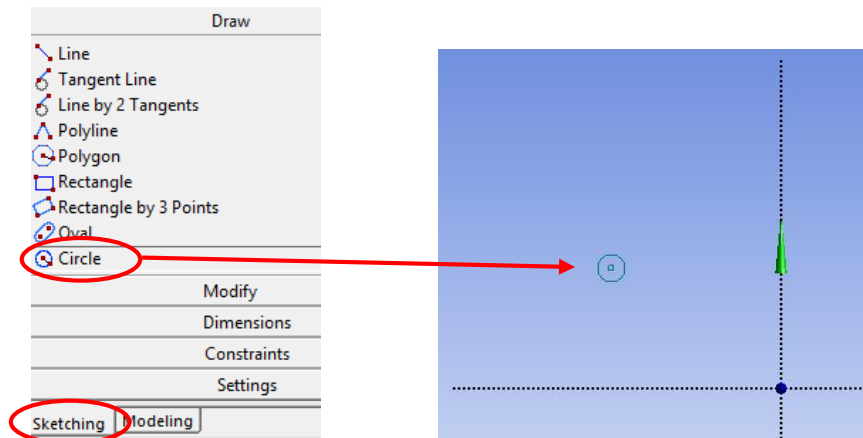 Draw
Line
Tangent Line
Line by 2 Tangents
Polyline
Polygon
Rectangle
Rectangle by 3 Points
Oval
Circle
Modify
Dimensions
Constraints
Settings
Sketching Modeling